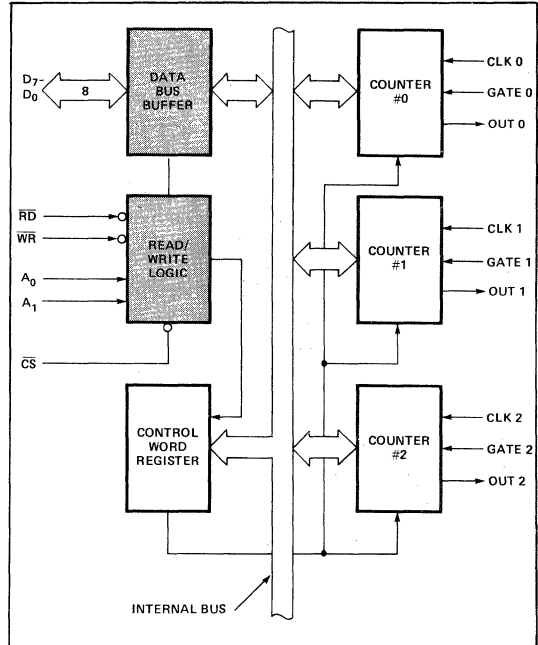 D7-
D0
8
DATA
BUS
BUFFER
COUNTER
#0
CLK 0
GATE 0
OUT 0
RD
WR
A0
A1
CS
READ/
WRITE
LOGIC
COUNTER
#1
CLK 1
GATE 1
OUT 1
CONTROL
WORD
REGISTER
COUNTER
#2
CLK 2
GATE 2
OUT 2
INTERNAL BUS